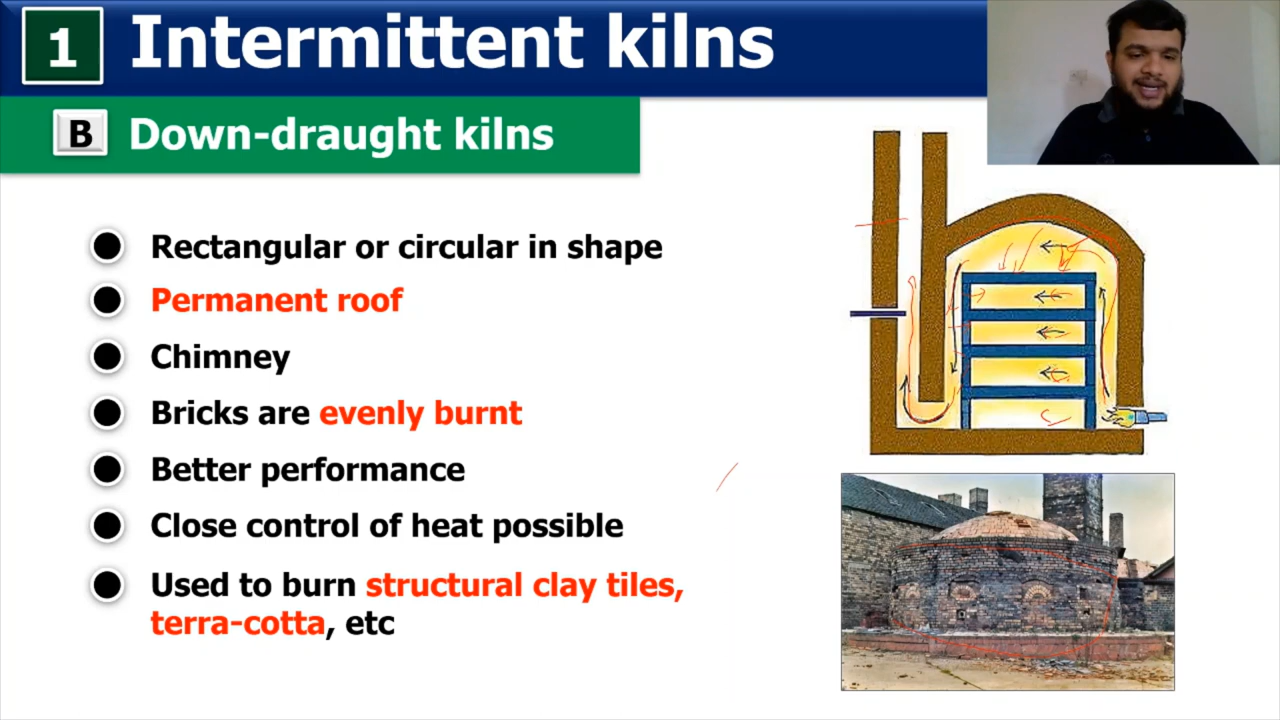 1 Intermittent kilns
B Down-draught kilns
Rectangular or circular in shape
Permanent roof
Chimney
Bricks are evenly burnt
Better performance
Close control of heat possible
Used to burn structural clay tiles,
terra-cotta, etc